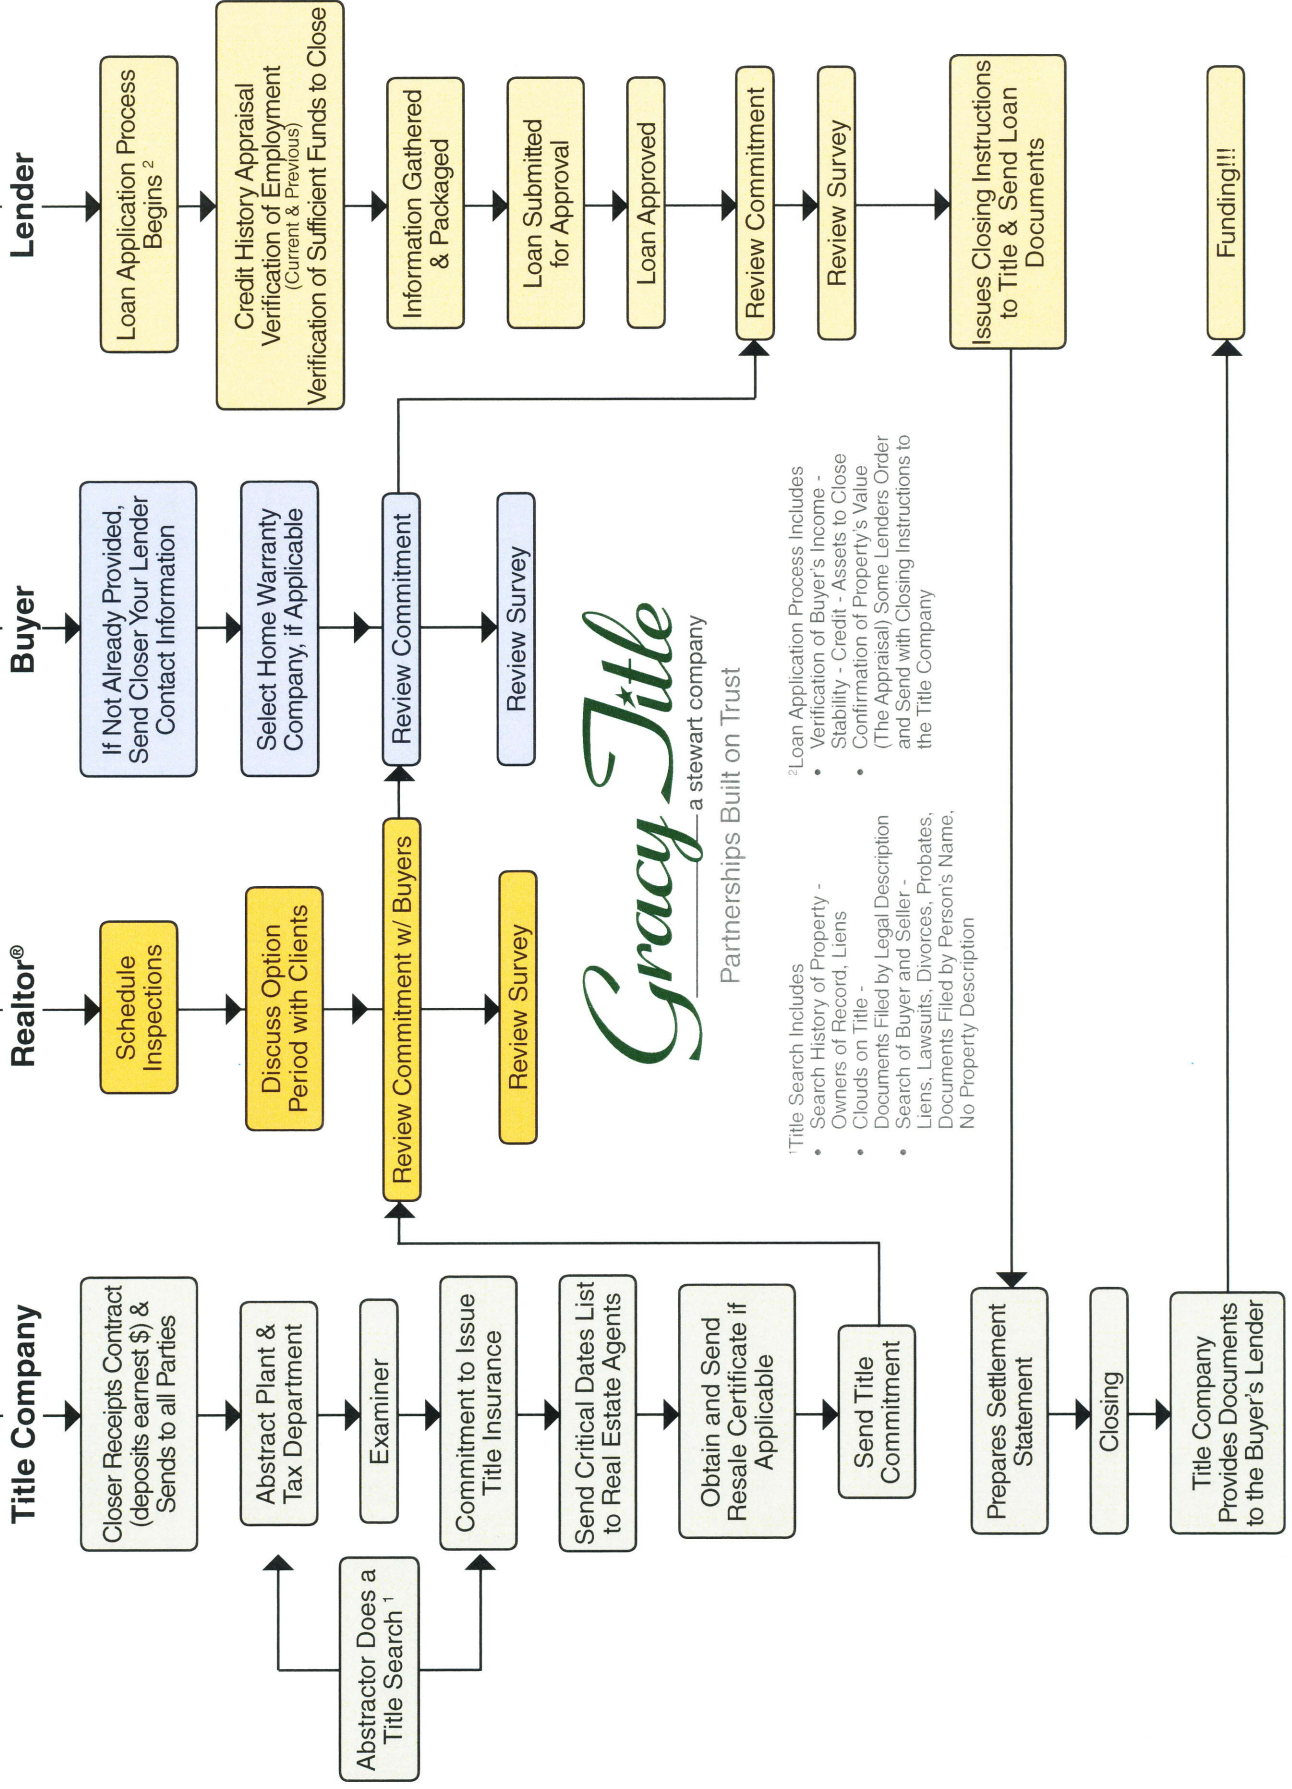 Title Company
Closer Receipts Contract
(deposits earnest $) &
Sends to all Parties
Abstract Plant &
Tax Department
Abstractor Does a
Title Search ¹
Examiner
Commitment to Issue
Title Insurance
Send Critical Dates List
to Real Estate Agents
Obtain and Send
Resale Certificate if
Applicable
Send Title
Commitment
Prepares Settlement
Statement
Closing
Title Company
Provides Documents
to the Buyer's Lender
Realtor®
Schedule
Inspections
Discuss Option
Period with Clients
Review Commitment w/ Buyers
Review Survey
Buyer
If Not Already Provided,
Send Closer Your Lender
Contact Information
Select Home Warranty
Company, if Applicable
Review Commitment
Review Survey
Lender
Loan Application Process
Begins ²
Credit History Appraisal
Verification of Employment
(Current & Previous)
Verification of Sufficient Funds to Close
Information Gathered
& Packaged
Loan Submitted
for Approval
Loan Approved
Review Commitment
Review Survey
Issues Closing Instructions
to Title & Send Loan
Documents
Funding!!!
Gracy Title
a stewart company
Partnerships Built on Trust
¹Title Search Includes
• Search History of Property -
Owners of Record, Liens
• Clouds on Title -
Documents Filed by Legal Description
• Search of Buyer and Seller -
Liens, Lawsuits, Divorces, Probates,
Documents Filed by Person's Name,
No Property Description
²Loan Application Process Includes
• Verification of Buyer's Income -
Stability - Credit - Assets to Close
• Confirmation of Property's Value
(The Appraisal) Some Lenders Order
and Send with Closing Instructions to
the Title Company